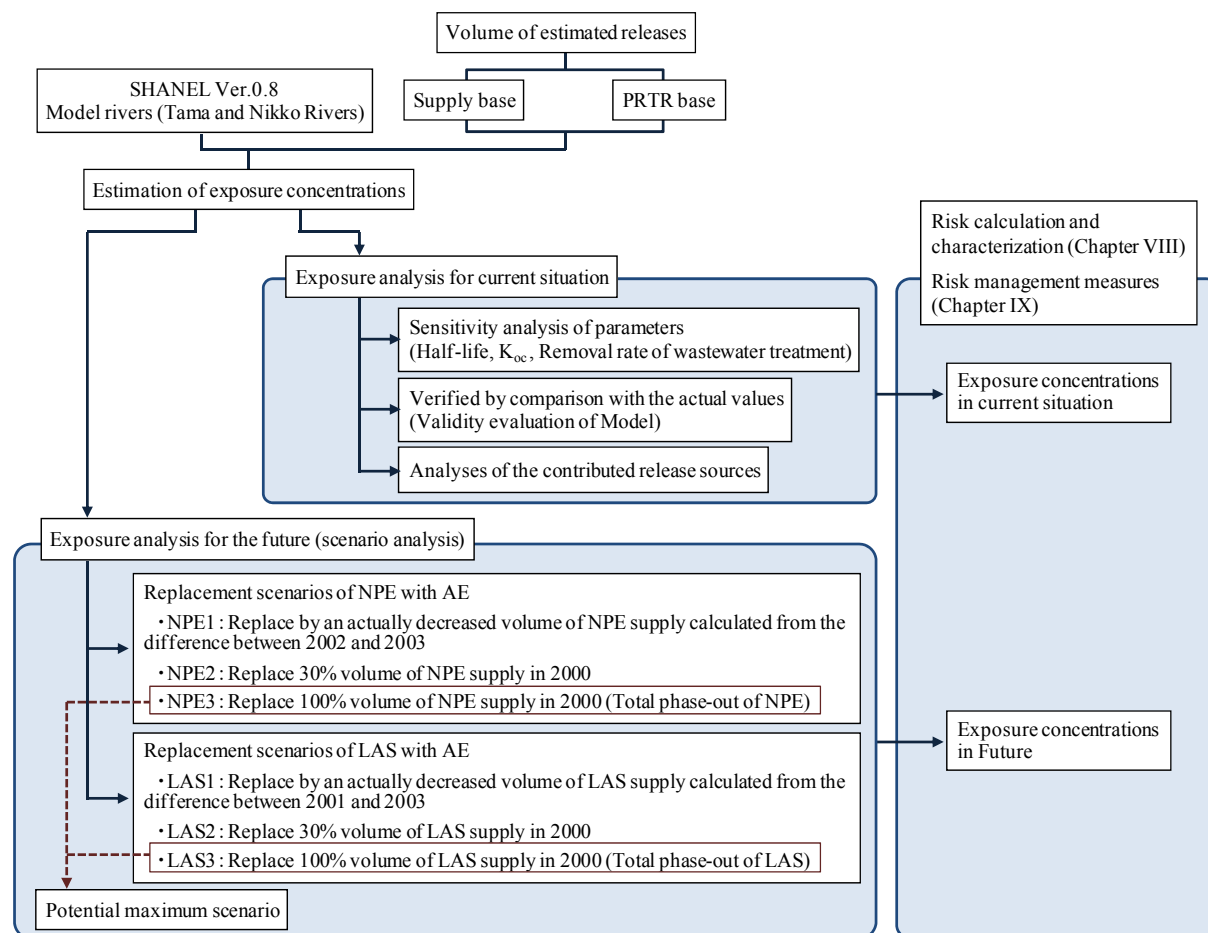 Volume of estimated releases
SHANEL Ver.0.8
Model rivers (Tama and Nikko Rivers)
Supply base
PRTR base
Estimation of exposure concentrations
Risk calculation and
characterization (Chapter VIII)
Risk management measures
(Chapter IX)
Exposure analysis for current situation
Sensitivity analysis of parameters
(Half-life, Koc, Removal rate of wastewater treatment)
Verified by comparison with the actual values
(Validity evaluation of Model)
Analyses of the contributed release sources
Exposure concentrations
in current situation
Exposure analysis for the future (scenario analysis)
Replacement scenarios of NPE with AE
・NPE1 : Replace by an actually decreased volume of NPE supply calculated from the
difference between 2002 and 2003
・NPE2 : Replace 30% volume of NPE supply in 2000
・NPE3 : Replace 100% volume of NPE supply in 2000 (Total phase-out of NPE)
Replacement scenarios of LAS with AE
・LAS1 : Replace by an actually decreased volume of LAS supply calculated from the
difference between 2001 and 2003
・LAS2 : Replace 30% volume of LAS supply in 2000
・LAS3 : Replace 100% volume of LAS supply in 2000 (Total phase-out of LAS)
Exposure concentrations
in Future
Potential maximum scenario